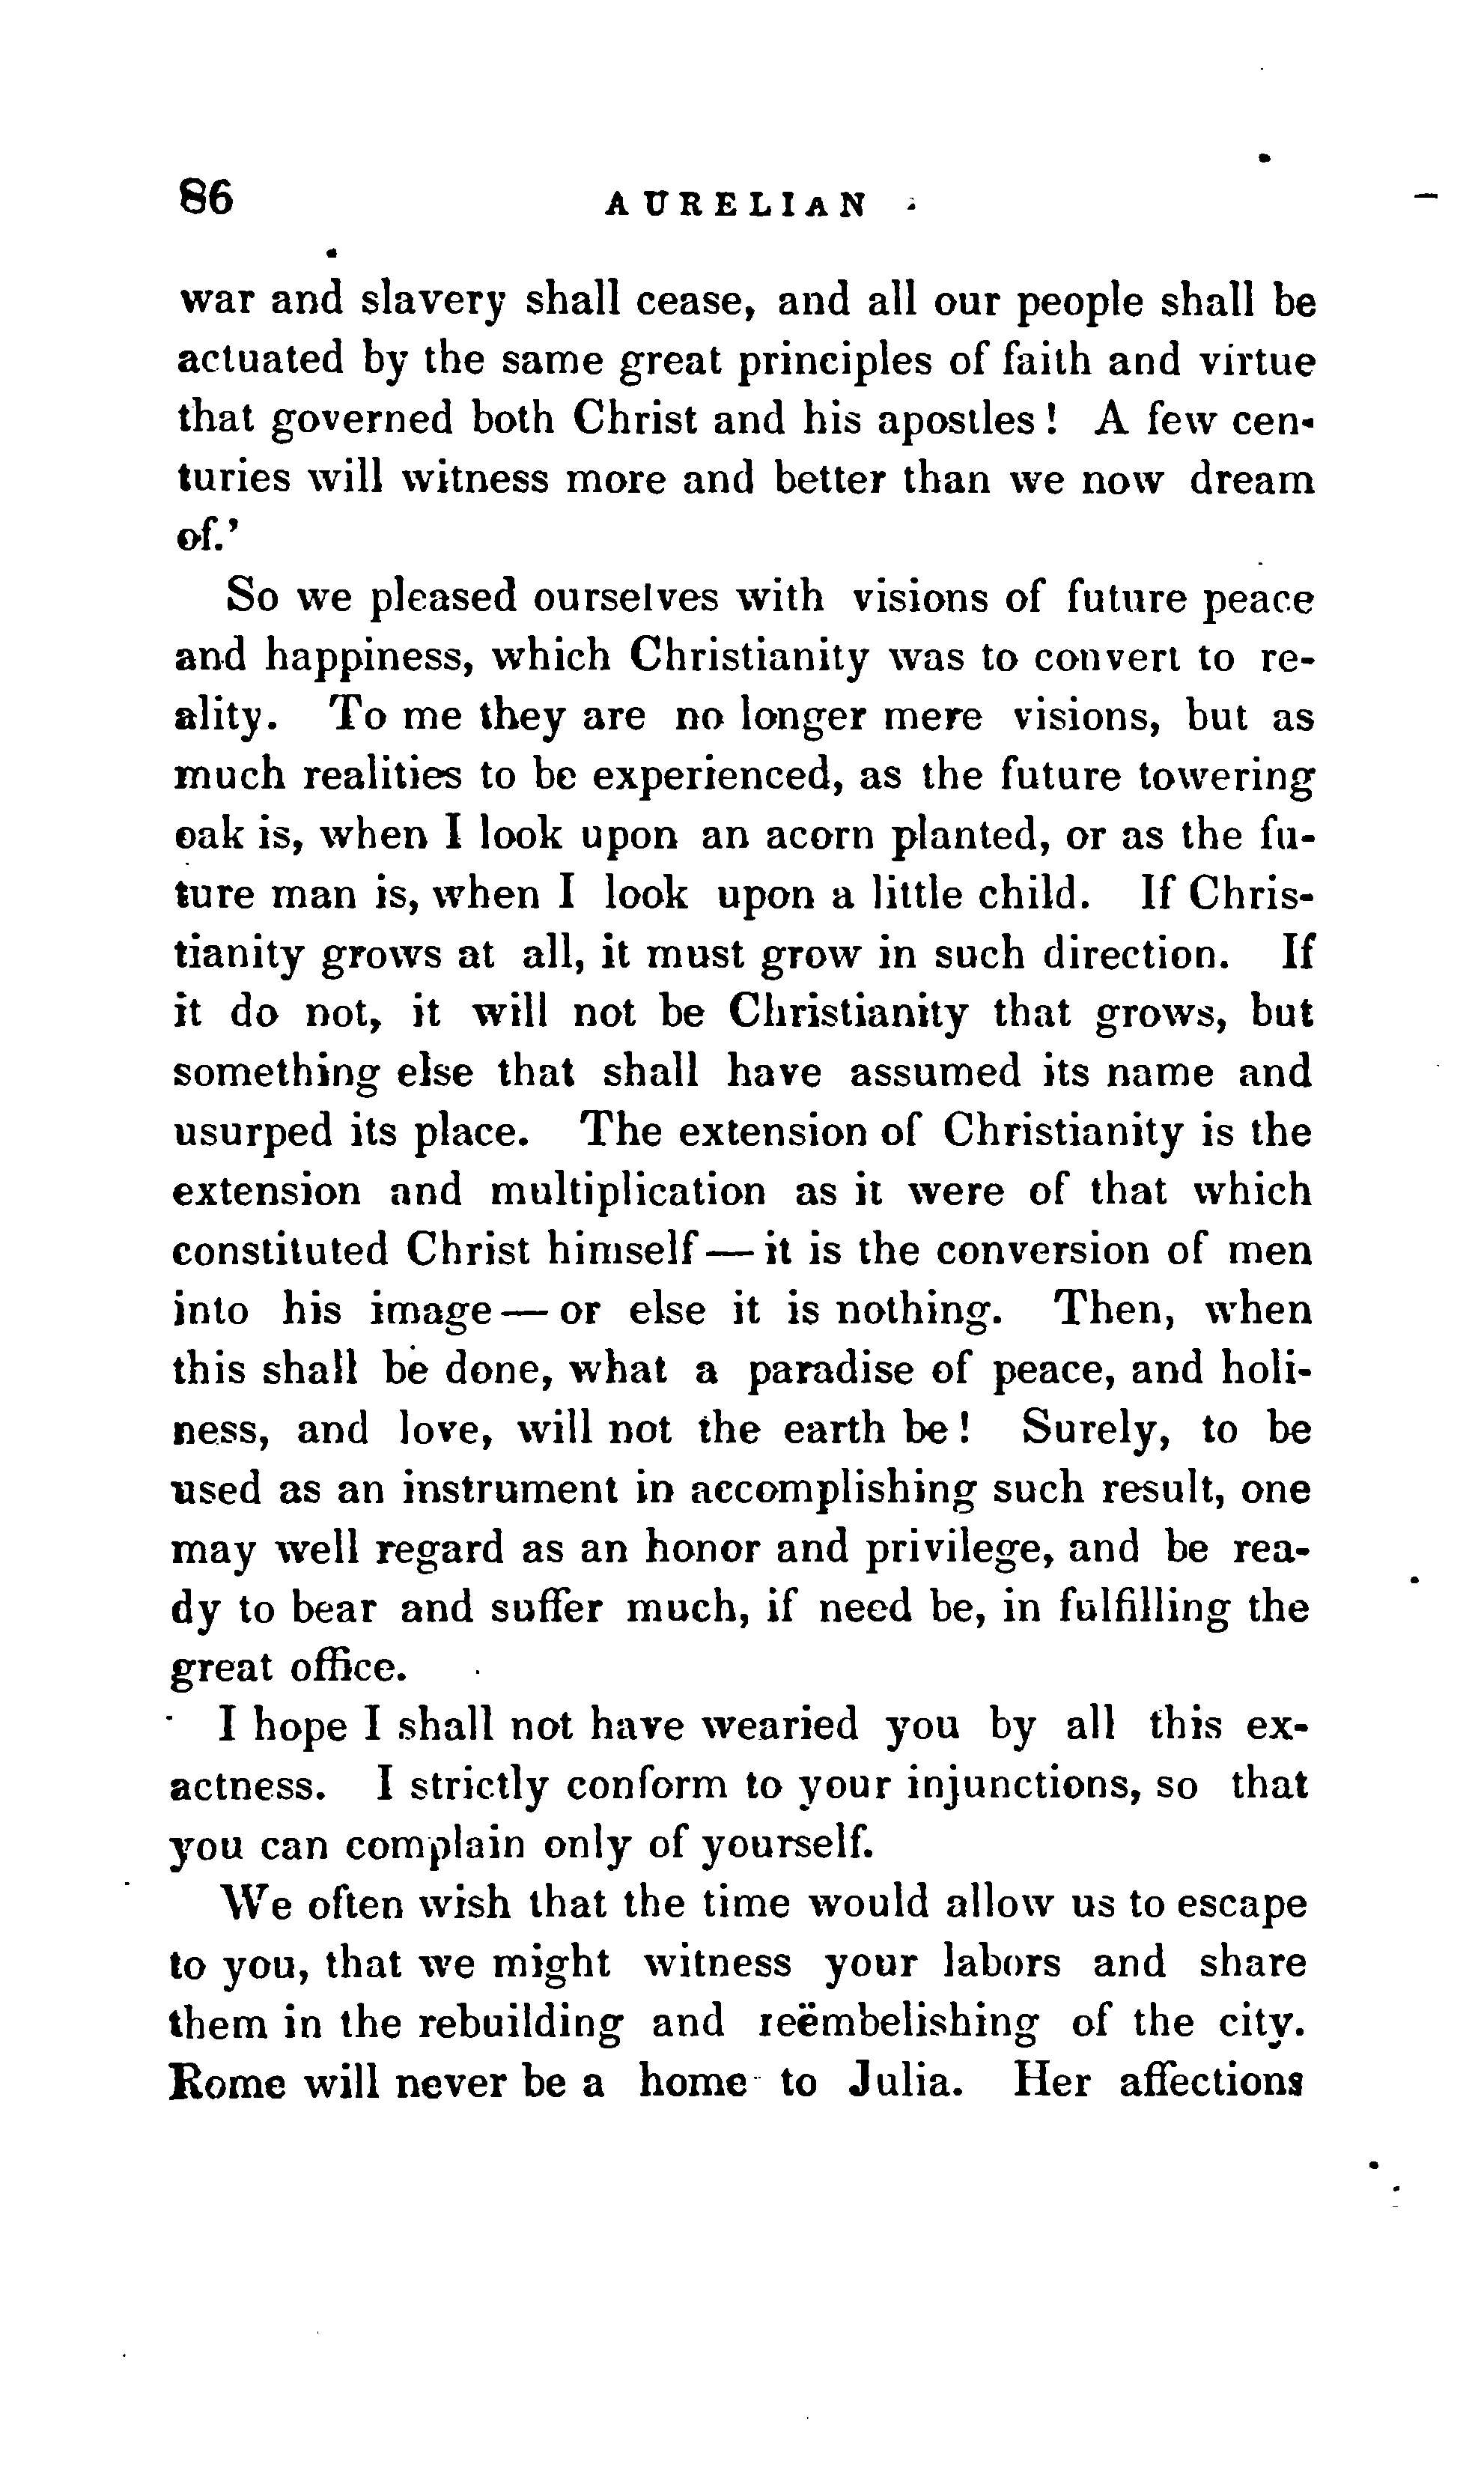 86 AURELIAN ;
war and slavery shall cease, and all our people shall be
actuated by the same great principles of faith and virtue
that governed both Christ and his apostles! A few cen-
turies will witness more and better than we now dream
of.’
So we pleased ourselves with visions of future peace
and happiness, which Christianity was to convert to re-
ality. To me they are no longer mere visions, but as
much realities to be experienced, as the future towering
oak is, when I look upon an acorn planted, or as the fu-
ture man is, when I look upon a little child. If Chris-
tianity grows at all, it must grow in such direction. If
it do not, it will not be Christianity that grows, but
something else that shall have assumed its name and
usurped its place. The extension of Christianity is the
extension and multiplication as it were of that which
constituted Christ himself — it is the conversion of men
into his image — or else it is nothing. Then, when
this shall be done, what a paradise of peace, and holi-
ness, and love, will not the earth be! Surely, to be
used as an instrument in accomplishing such result, one
may well regard as an honor and privilege, and be rea-
dy to bear and suffer much, if need be, in fulfilling the
great office.
I hope I shall not have wearied you by all this ex-
actness. I strictly conform to your injunctions, so that
you can complain only of yourself.
We often wish that the time would allow us to escape
to you, that we might witness your labors and share
them in the rebuilding and reëmbelishing of the city.
Rome will never be a home to Julia. Her affections